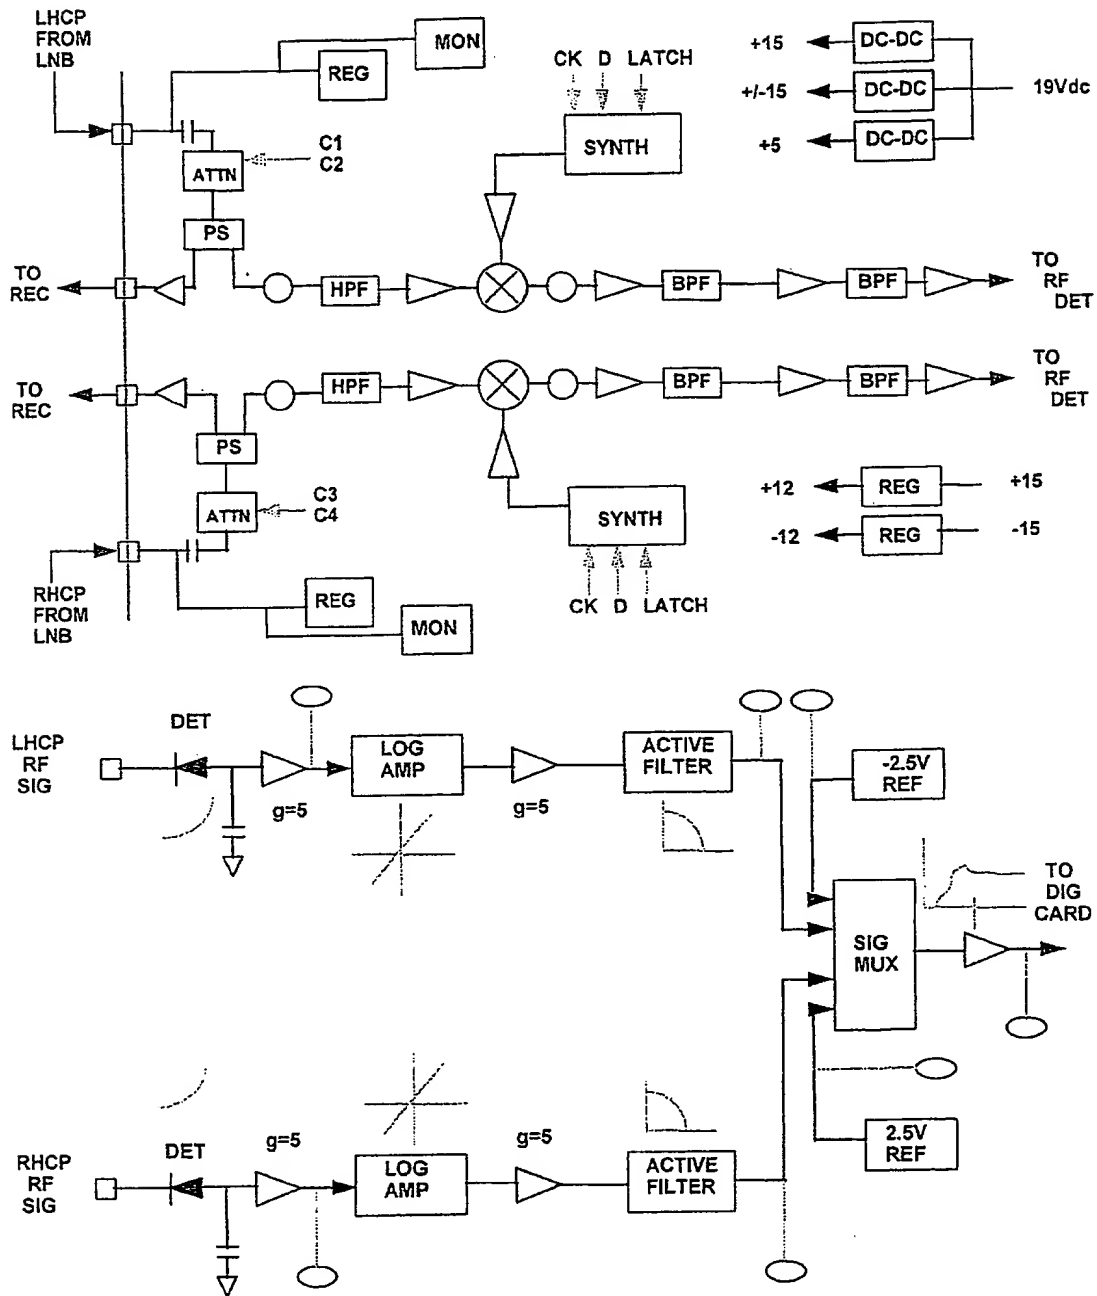 LHCP
FROM
LNB
MON
REG
CK D LATCH
SYNTH
+15
DC-DC
+/-15
DC-DC
19Vdc
+5
DC-DC
C1
C2
ATTN
PS
TO
REC
HPF
BPF
BPF
TO
RF
DET
TO
REC
HPF
BPF
BPF
TO
RF
DET
PS
ATTN
C3
C4
SYNTH
CK D LATCH
+12
REG
+15
-12
REG
-15
RHCP
FROM
LNB
REG
MON
LHCP
RF
SIG
DET
g=5
LOG
AMP
g=5
ACTIVE
FILTER
-2.5V
REF
SIG
MUX
TO
DIG
CARD
2.5V
REF
RHCP
RF
SIG
DET
g=5
LOG
AMP
g=5
ACTIVE
FILTER